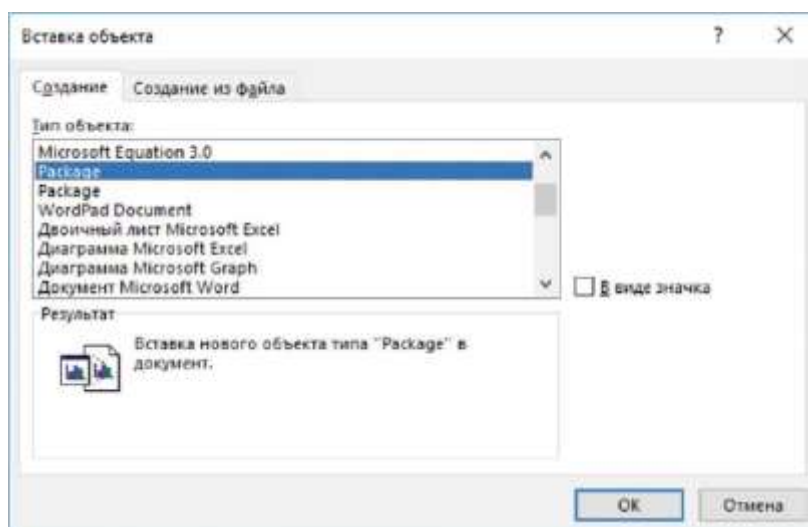 Вставка объекта
?
Создание
Создание из файла
Тип объекта:
Microsoft Equation 3.0
Package
Package
WordPad Document
Двоичный лист Microsoft Excel
Диаграмма Microsoft Excel
Диаграмма Microsoft Graph
Документ Microsoft Word
В виде значка
Результат
Вставка нового объекта типа "Package" в
документ.
ОК
Отмена